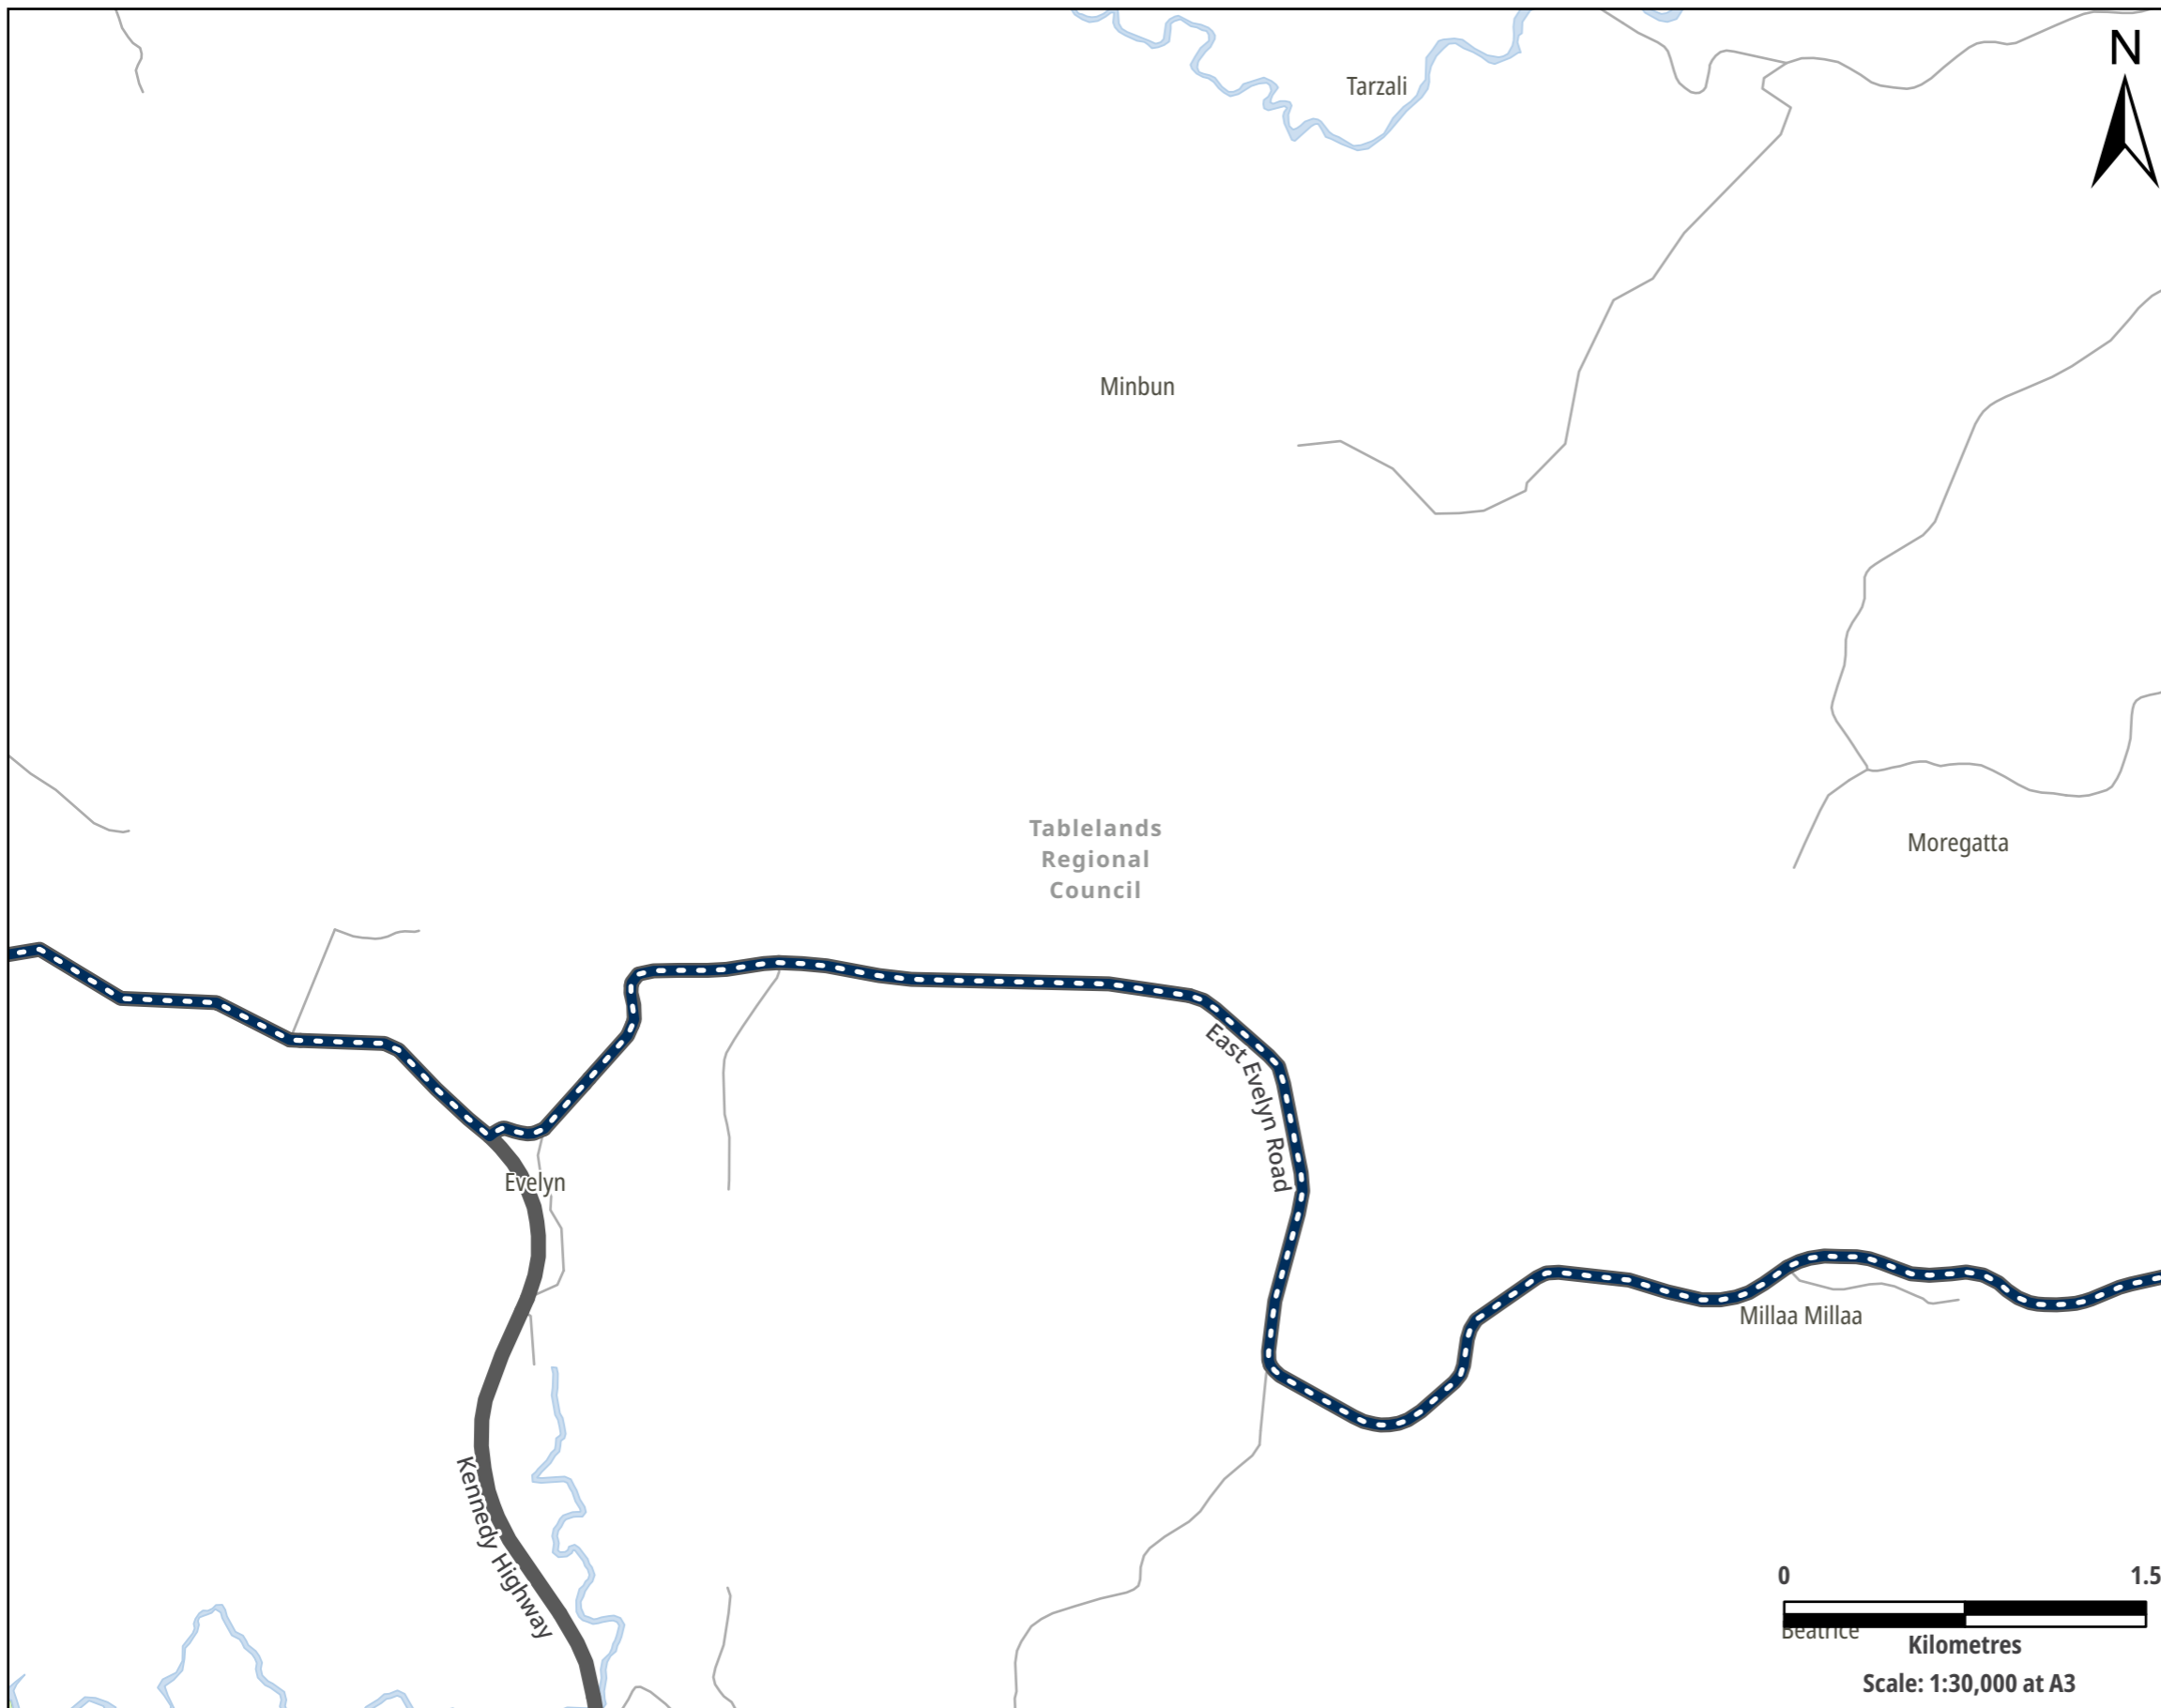 N
Tarzali
Minbun
Tablelands
Regional
Council
Moregatta
East Evelyn Road
Evelyn
Millaa Millaa
Kennedy Highway
0 1.5
Beatrice
Kilometres
Scale: 1:30,000 at A3